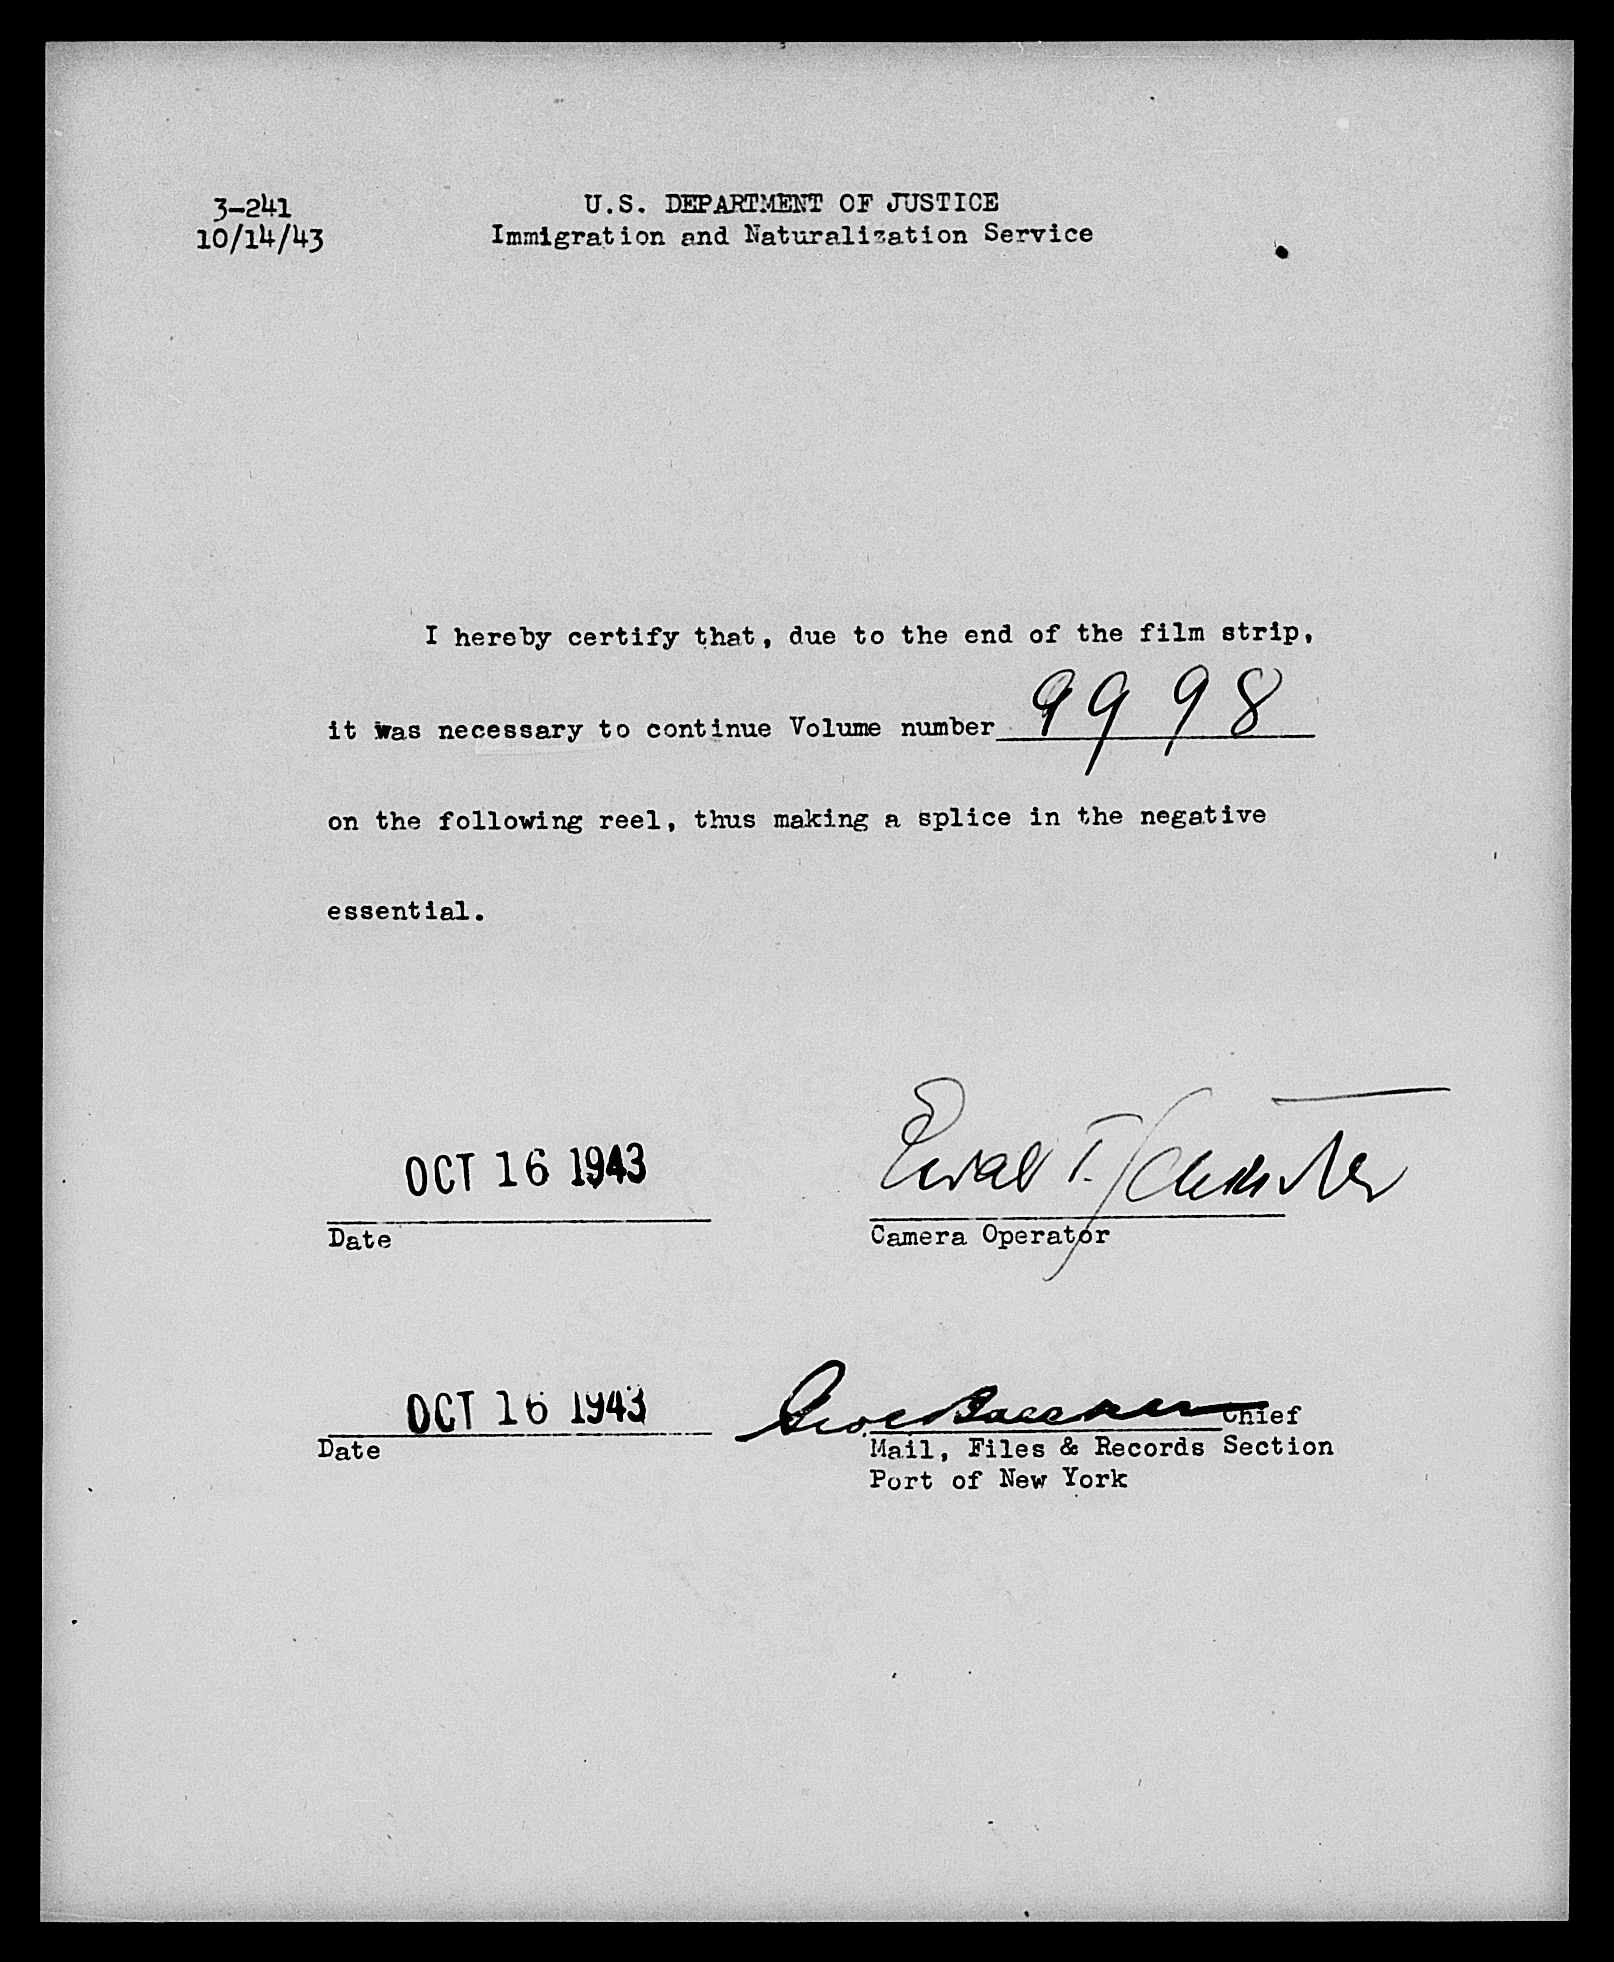 3-241
10/14/43
U.S. DEPARTMENT OF JUSTICE
Immigration and Naturalization Service
I hereby certify that, due to the end of the film strip,
it was necessary to continue Volume number 9998
on the following reel, thus making a splice in the negative
essential.
OCT 16 1943
Date
T.
Camera Operator
OCT 16 1943
Date
Chief
Mail, Files & Records Section
Port of New York